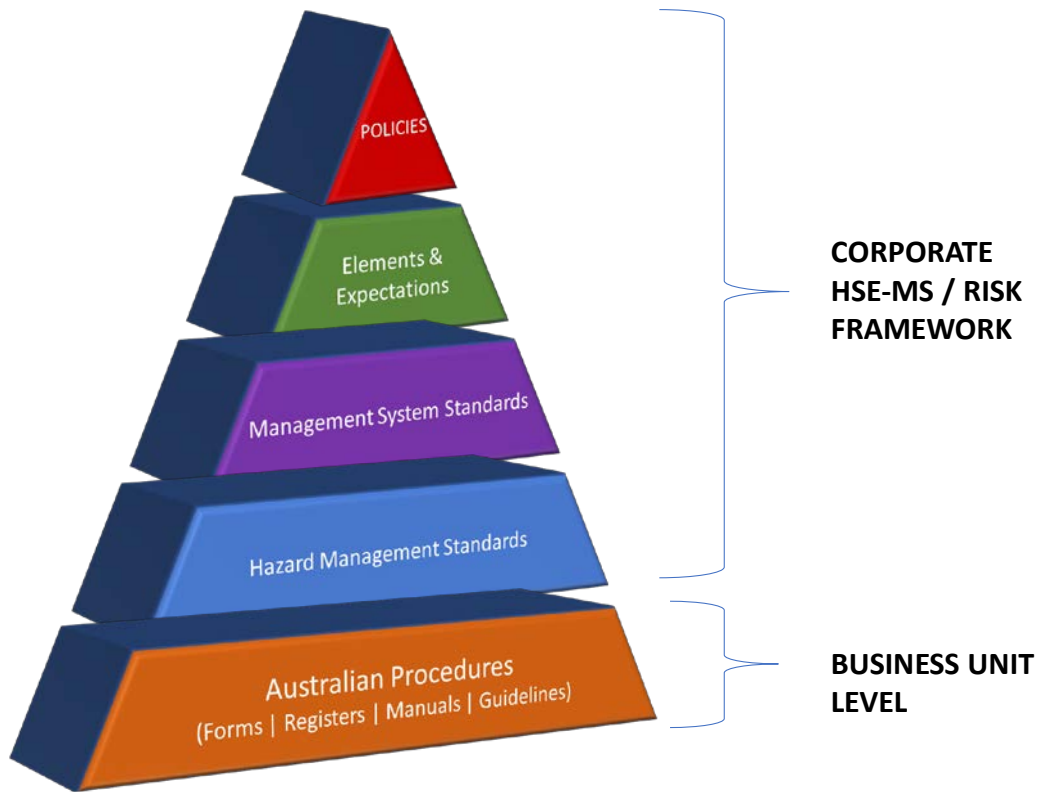 POLICIES
Elements &
Expectations
Management System Standards
Hazard Management Standards
Australian Procedures
(Forms | Registers | Manuals | Guidelines)
CORPORATE
HSE-MS / RISK
FRAMEWORK
BUSINESS UNIT
LEVEL